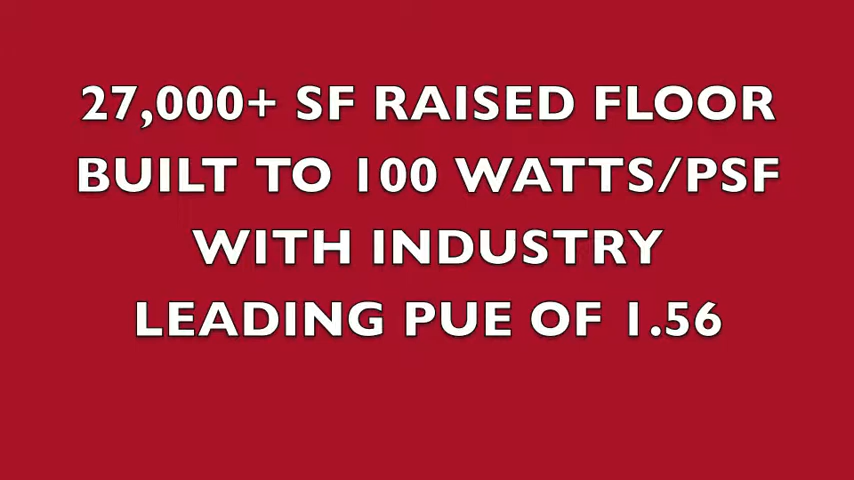 27,000+ SF RAISED FLOOR
BUILT TO 100 WATTS/PSF
WITH INDUSTRY
LEADING PUE OF 1.56